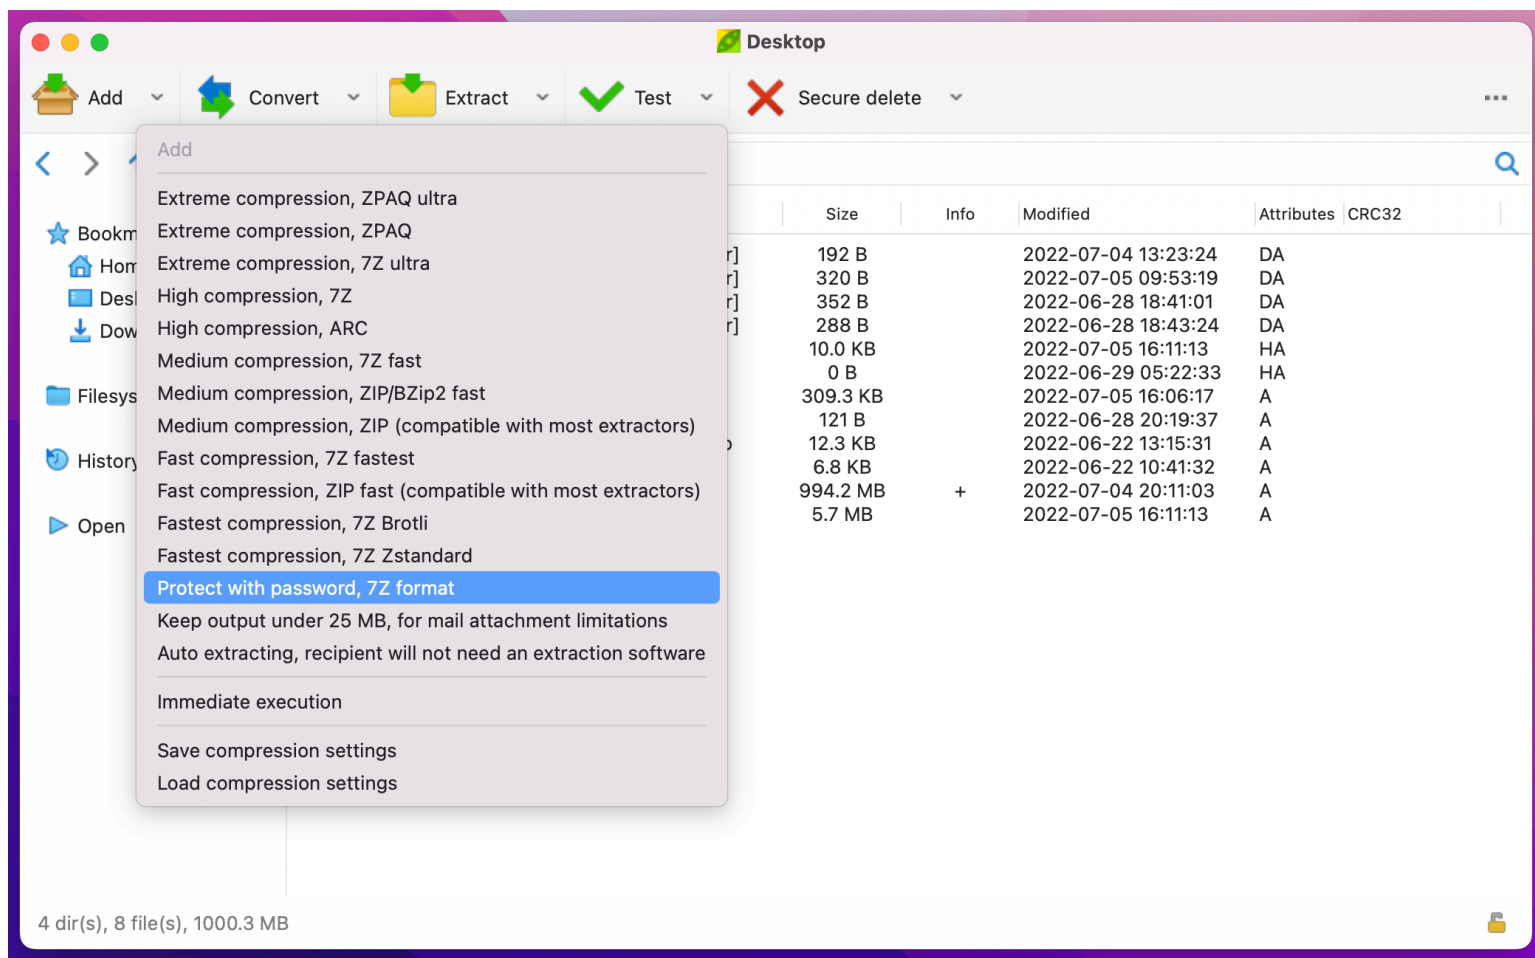 Desktop
Add Convert Extract Test Secure delete
Add
Extreme compression, ZPAQ ultra
Extreme compression, ZPAQ
Extreme compression, 7Z ultra
High compression, 7Z
High compression, ARC
Medium compression, 7Z fast
Medium compression, ZIP/BZip2 fast
Medium compression, ZIP (compatible with most extractors)
Fast compression, 7Z fastest
Fast compression, ZIP fast (compatible with most extractors)
Fastest compression, 7Z Brotli
Fastest compression, 7Z Zstandard
Protect with password, 7Z format
Keep output under 25 MB, for mail attachment limitations
Auto extracting, recipient will not need an extraction software
Immediate execution
Save compression settings
Load compression settings
Bookm
Hom
Des
Dow
Filesys
History
Open
Size Info Modified Attributes CRC32
r] 192 B 2022-07-04 13:23:24 DA
r] 320 B 2022-07-05 09:53:19 DA
r] 352 B 2022-06-28 18:41:01 DA
r] 288 B 2022-06-28 18:43:24 DA
10.0 KB 2022-07-05 16:11:13 HA
0 B 2022-06-29 05:22:33 HA
309.3 KB 2022-07-05 16:06:17 A
121 B 2022-06-28 20:19:37 A
12.3 KB 2022-06-22 13:15:31 A
6.8 KB 2022-06-22 10:41:32 A
994.2 MB + 2022-07-04 20:11:03 A
5.7 MB 2022-07-05 16:11:13 A
4 dir(s), 8 file(s), 1000.3 MB